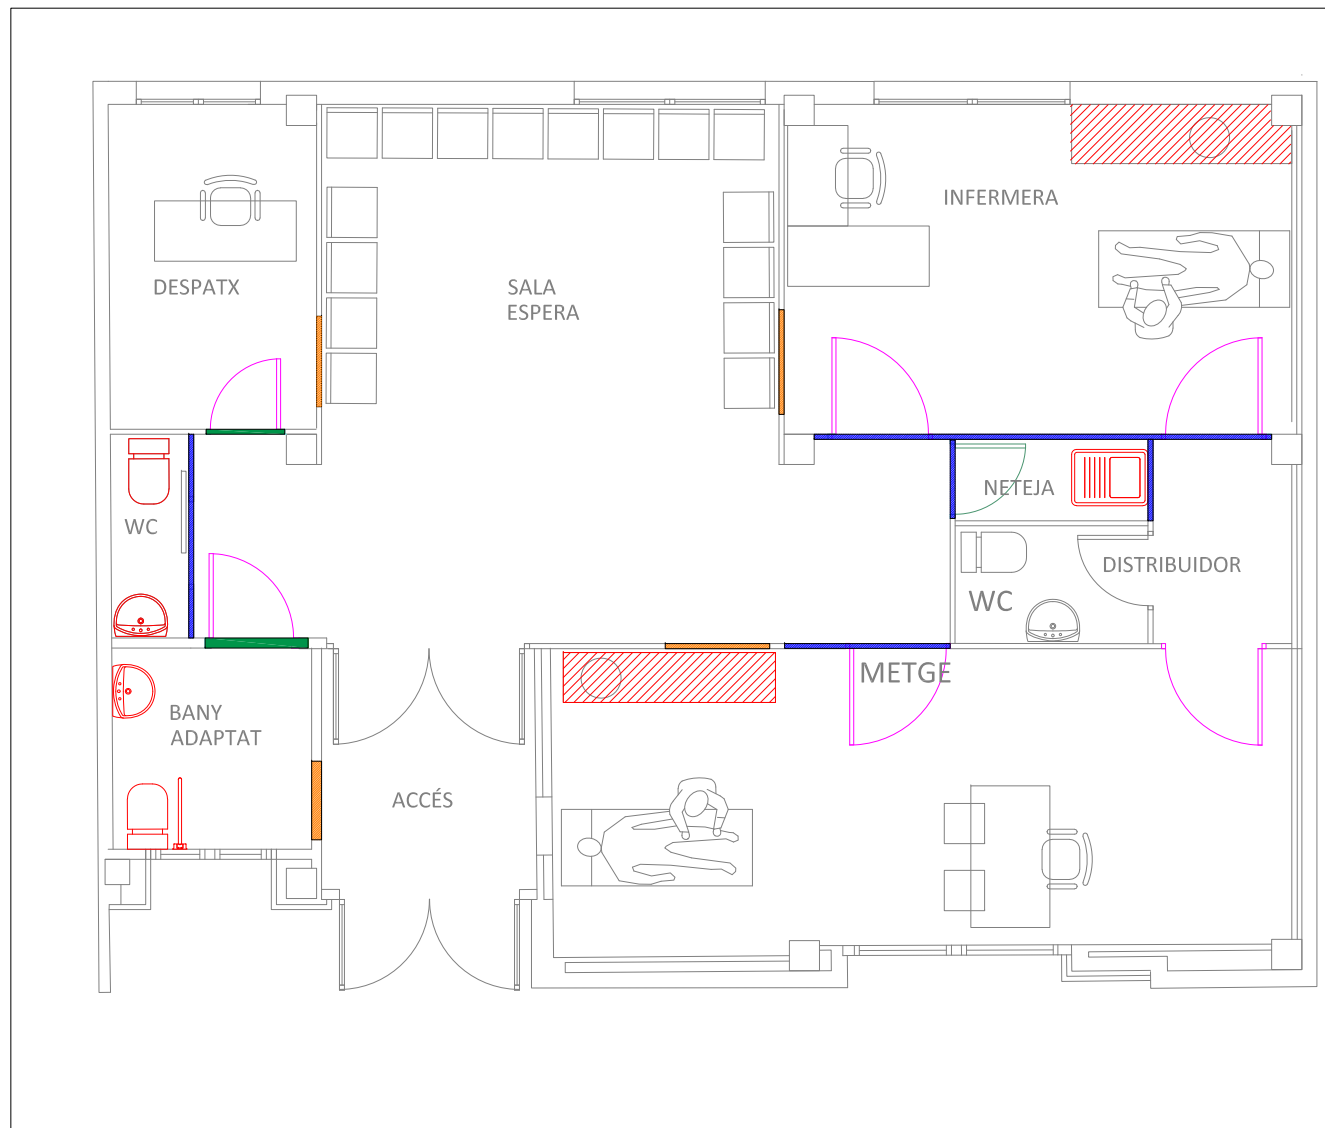 INFERMERA
DESPATX
SALA
ESPERA
NETEJA
WC
DISTRIBUIDOR
WC
METGE
BANY
ADAPTAT
ACCÉS